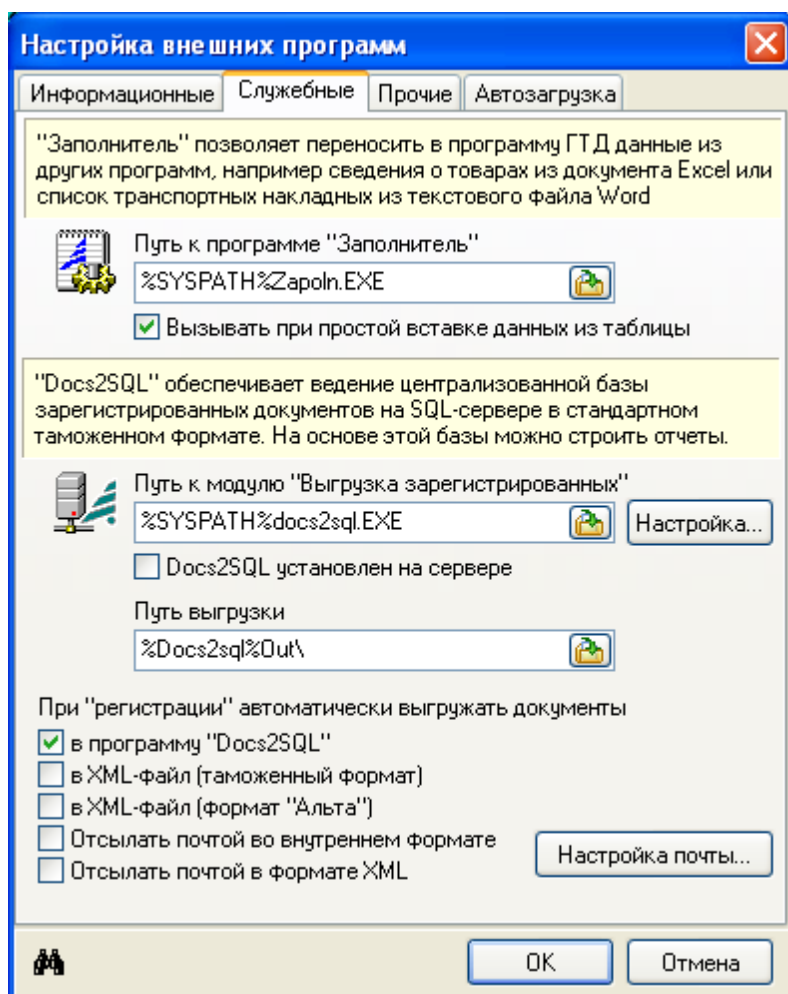 Настройка внешних программ
Информационные Служебные Прочие Автозагрузка
"Заполнитель" позволяет переносить в программу ГТД данные из
других программ, например сведения о товарах из документа Excel или
список транспортных накладных из текстового файла Word
Путь к программе "Заполнитель"
%SYSPATH%Zapoln.EXE
Вызывать при простой вставке данных из таблицы
"Docs2SQL" обеспечивает ведение централизованной базы
зарегистрированных документов на SQL-сервере в стандартном
таможенном формате. На основе этой базы можно строить отчеты.
Путь к модулю "Выгрузка зарегистрированных"
%SYSPATH%docs2sql.EXE Настройка...
Docs2SQL установлен на сервере
Путь выгрузки
%Docs2sql%Out\
При "регистрации" автоматически выгружать документы
в программу "Docs2SQL"
в XML-файл (таможенный формат)
в XML-файл (формат "Альта")
Отсылать почтой во внутреннем формате
Настройка почты...
Отсылать почтой в формате XML
OK Отмена